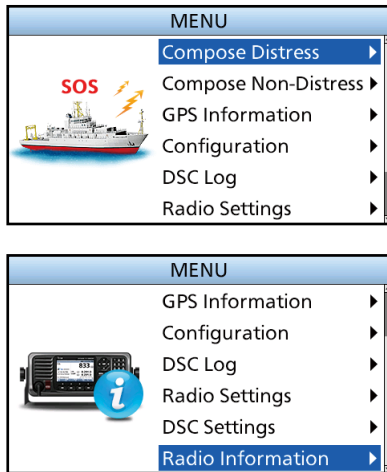 MENU
SOS
Compose Distress
Compose Non-Distress
GPS Information
Configuration
DSC Log
Radio Settings
MENU
GPS Information
Configuration
DSC Log
Radio Settings
DSC Settings
Radio Information
833
i